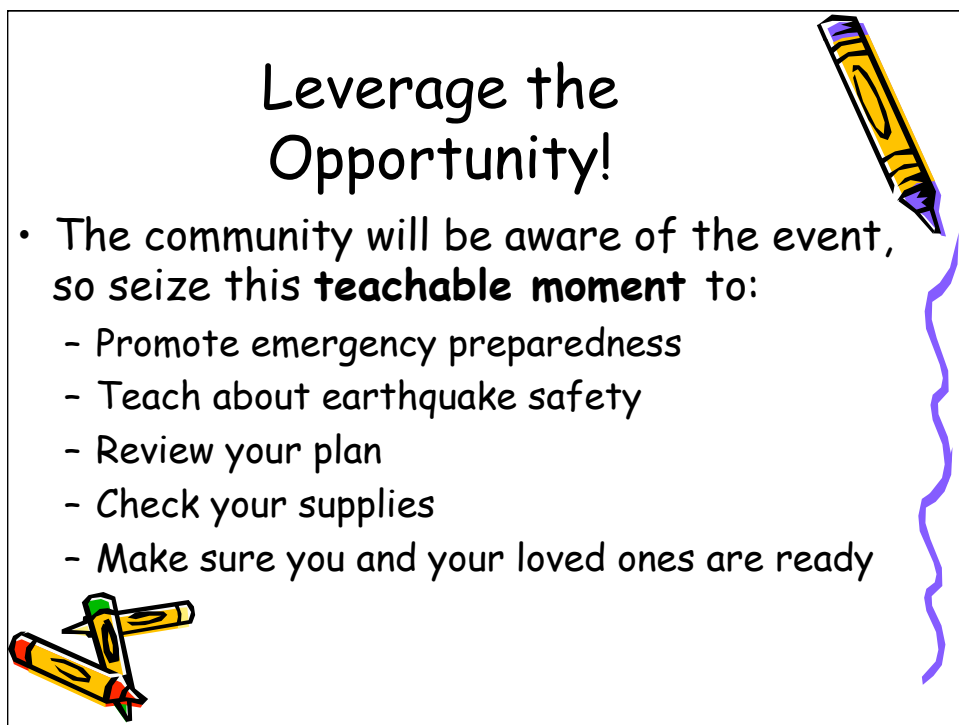 Leverage the
Opportunity!
• The community will be aware of the event,
so seize this teachable moment to:
– Promote emergency preparedness
– Teach about earthquake safety
– Review your plan
– Check your supplies
– Make sure you and your loved ones are ready